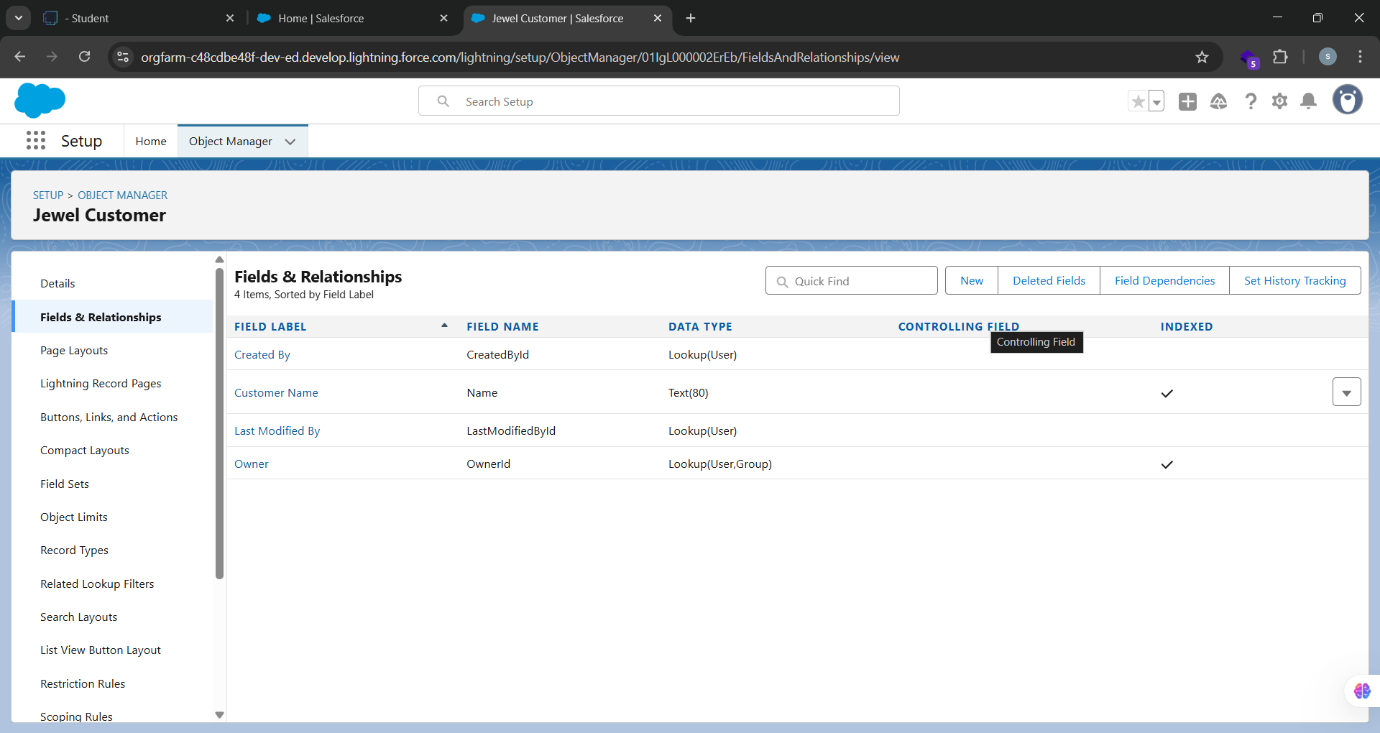 - Student
Home | Salesforce
Jewel Customer | Salesforce
orgfarm-c48cdbe48f-dev-ed.develop.lightning.force.com/lightning/setup/ObjectManager/01IgL000002ErEb/FieldsAndRelationships/view
5
S
Search Setup
Setup
Home
Object Manager
SETUP > OBJECT MANAGER
Jewel Customer
Details
Fields & Relationships
Page Layouts
Lightning Record Pages
Buttons, Links, and Actions
Compact Layouts
Field Sets
Object Limits
Record Types
Related Lookup Filters
Search Layouts
List View Button Layout
Restriction Rules
Scoping Rules
Fields & Relationships
4 Items, Sorted by Field Label
Quick Find
New
Deleted Fields
Field Dependencies
Set History Tracking
FIELD LABEL FIELD NAME DATA TYPE CONTROLLING FIELD INDEXED
Controlling Field
Created By CreatedById Lookup(User)
Customer Name Name Text(80)
Last Modified By LastModifiedById Lookup(User)
Owner OwnerId Lookup(User,Group)